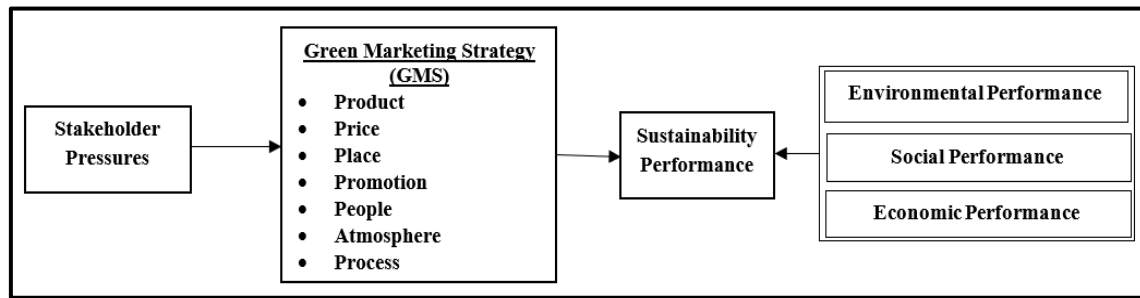 Stakeholder
Pressures
Green Marketing Strategy
(GMS)
• Product
• Price
• Place
• Promotion
• People
• Atmosphere
• Process
Sustainability
Performance
Environmental Performance
Social Performance
Economic Performance